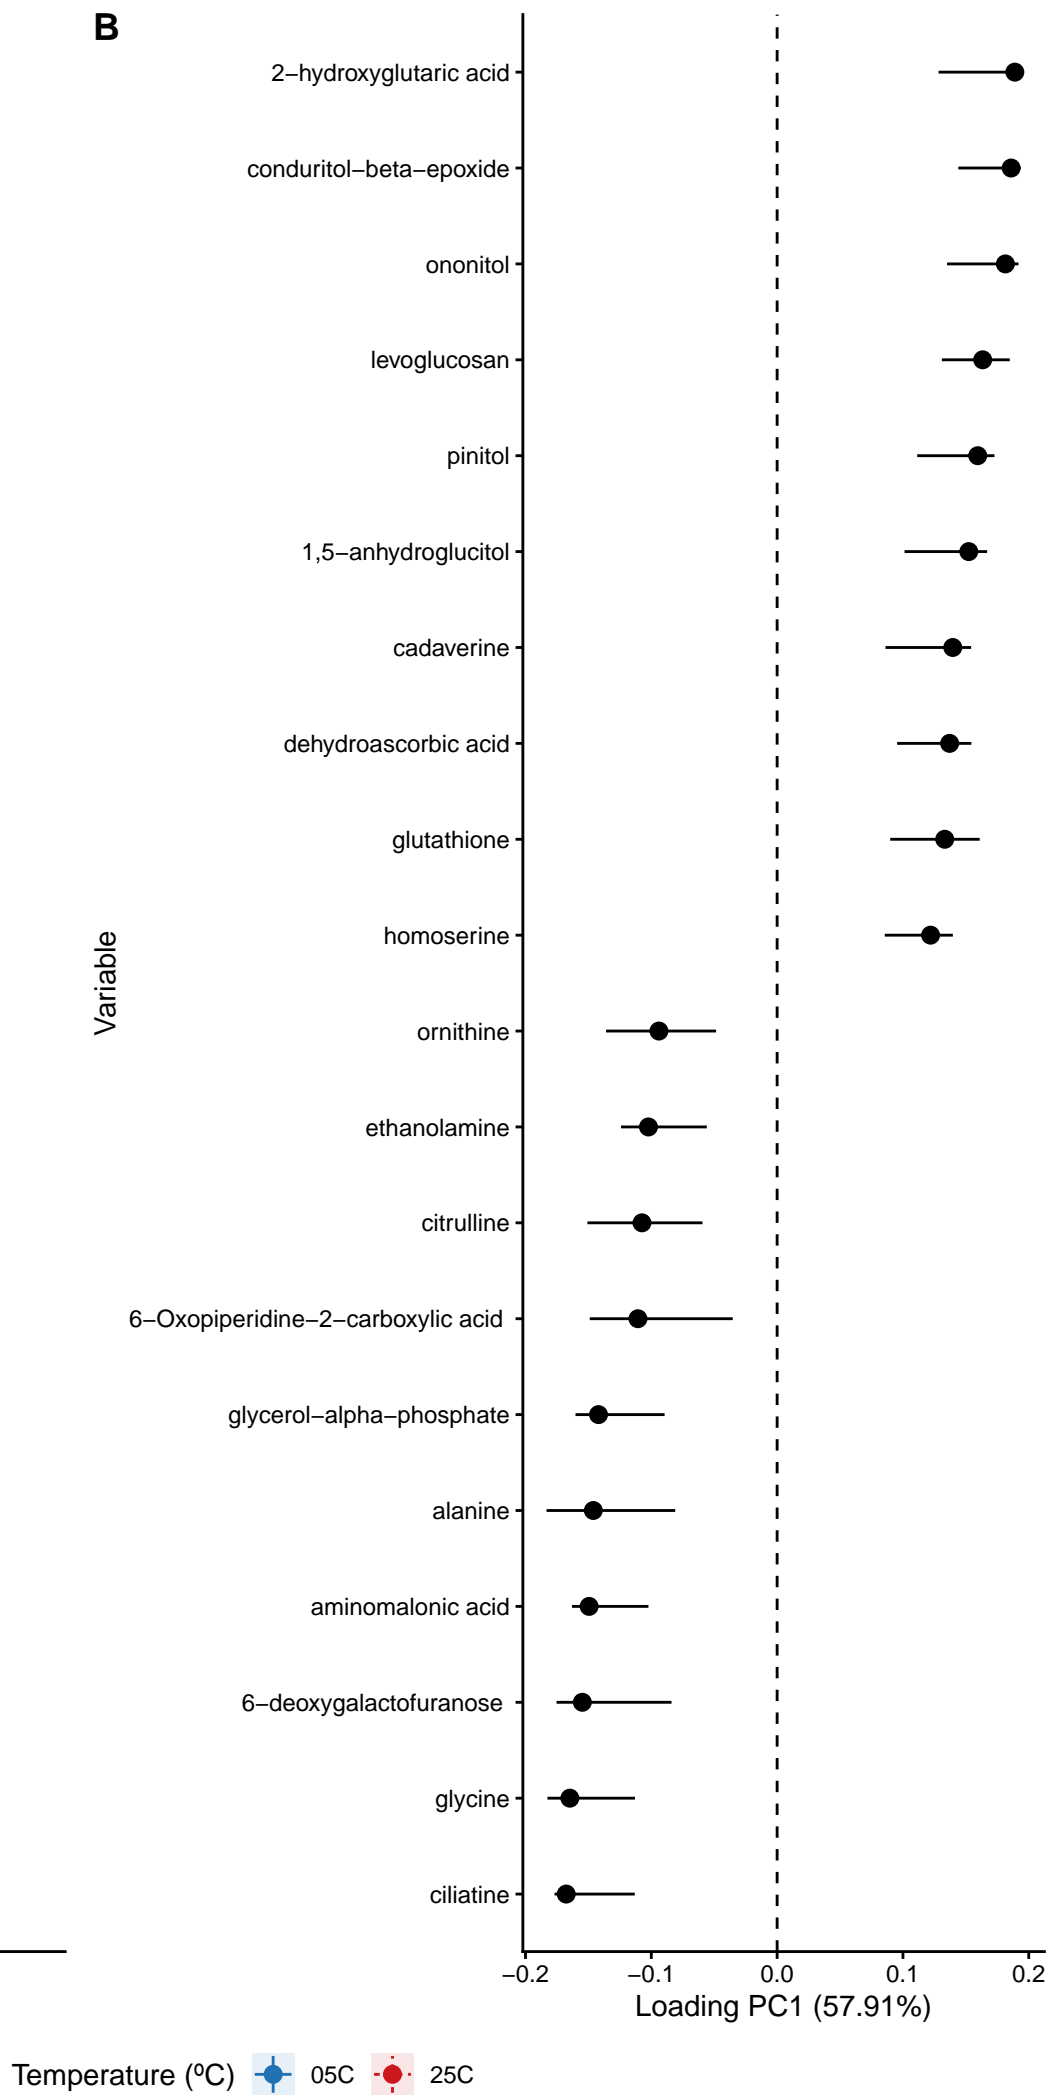 B
2−hydroxyglutaric acid
conduritol−beta−epoxide
ononitol
levoglucosan
pinitol
1,5−anhydroglucitol
cadaverine
dehydroascorbic acid
glutathione
homoserine
Variable
ornithine
ethanolamine
citrulline
6−Oxopiperidine−2−carboxylic acid
glycerol−alpha−phosphate
alanine
aminomalonic acid
6−deoxygalactofuranose
glycine
ciliatine
−0.2 −0.1 0.0 0.1 0.2
Loading PC1 (57.91%)
Temperature (ºC) 05C 25C